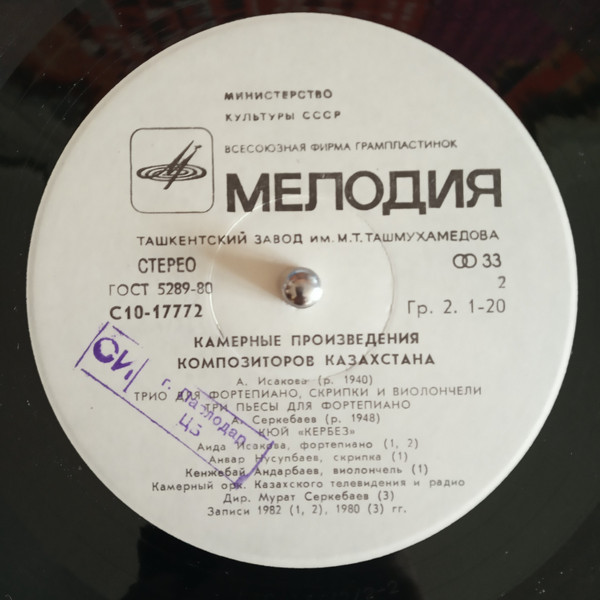 МИНИСТЕРСТВО
КУЛЬТУРЫ СССР
ВСЕСОЮЗНАЯ ФИРМА ГРАМПЛАСТИНОК
МЕЛОДИЯ
ТАШКЕНТСКИЙ ЗАВОД ИМ. М.Т. ТАШМУХАМЕДОВА
СТЕРЕО 33
ГОСТ 5289-80 2
С10-17772 Гр. 2. 1-20
КАМЕРНЫЕ ПРОИЗВЕДЕНИЯ
КОМПОЗИТОРОВ КАЗАХСТАНА
А. Исакова (р. 1940)
ТРИО ДЛЯ ФОРТЕПИАНО, СКРИПКИ И ВИОЛОНЧЕЛИ
ТРИ ПЬЕСЫ ДЛЯ ФОРТЕПИАНО
Серкебаев (р. 1948)
КЮЙ «КЕРБЕЗ»
Аида Исакова, фортепиано (1, 2)
Анвар Нусупбаев, скрипка (1)
Кенжебай Андарбаев, виолончель (1)
Камерный орк. Казахского телевидения и радио
Дир. Мурат Серкебаев (3)
Записи 1982 (1, 2), 1980 (3) гг.
СИ
г. Павлодар
ЦЗ